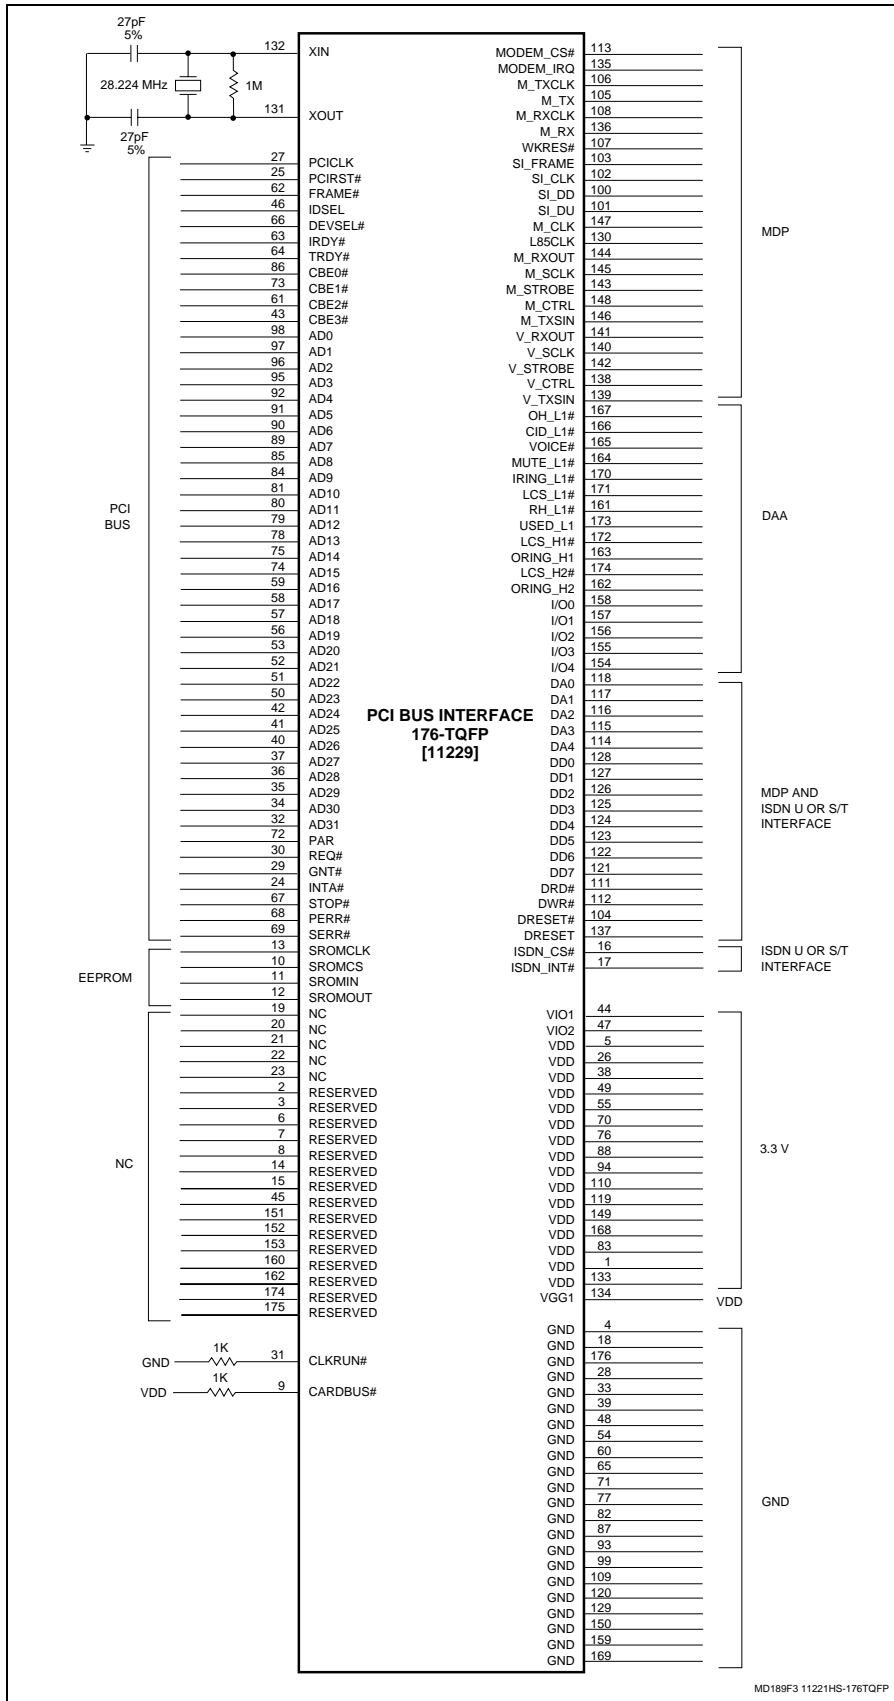 27pF
5%
132 XIN
28.224 MHz
1M
131 XOUT
27pF
5%
PCI
BUS
27 PCICLK
25 PCIRST#
62 FRAME#
46 IDSEL
66 DEVSEL#
63 IRDY#
64 TRDY#
86 CBE0#
73 CBE1#
61 CBE2#
43 CBE3#
98 AD0
97 AD1
96 AD2
95 AD3
92 AD4
91 AD5
90 AD6
89 AD7
85 AD8
84 AD9
81 AD10
80 AD11
79 AD12
78 AD13
75 AD14
74 AD15
59 AD16
58 AD17
57 AD18
56 AD19
53 AD20
52 AD21
51 AD22
50 AD23
42 AD24
41 AD25
40 AD26
37 AD27
36 AD28
35 AD29
34 AD30
32 AD31
72 PAR
30 REQ#
29 GNT#
24 INTA#
67 STOP#
68 PERR#
69 SERR#
EEPROM
13 SROMCLK
10 SROMCS
11 SROMIN
12 SROMOUT
NC
19 NC
20 NC
21 NC
22 NC
23 NC
2 RESERVED
3 RESERVED
6 RESERVED
7 RESERVED
8 RESERVED
14 RESERVED
15 RESERVED
45 RESERVED
151 RESERVED
152 RESERVED
153 RESERVED
160 RESERVED
162 RESERVED
174 RESERVED
175 RESERVED
GND 1K 31 CLKRUN#
VDD 1K 9 CARDBUS#
PCI BUS INTERFACE
176-TQFP
[11229]
MODEM_CS# 113
MODEM_IRQ 135
M_TXCLK 106
M_TX 105
M_RXCLK 108
M_RX 136
WKRES# 107
SI_FRAME 103
SI_CLK 102
SI_DD 100
SI_DU 101
M_CLK 147
L85CLK 130
M_RXOUT 144
M_SCLK 145
M_STROBE 143
M_CTRL 148
M_TXSIN 146
V_RXOUT 141
V_SCLK 140
V_STROBE 142
V_CTRL 138
V_TXSIN 139
MDP
OH_L1# 167
CID_L1# 166
VOICE# 165
MUTE_L1# 164
IRING_L1# 170
LCS_L1# 171
RH_L1# 161
USED_L1 173
LCS_H1# 172
ORING_H1 163
LCS_H2# 174
ORING_H2 162
I/O0 158
I/O1 157
I/O2 156
I/O3 155
I/O4 154
DAA
DA0 118
DA1 117
DA2 116
DA3 115
DA4 114
DD0 128
DD1 127
DD2 126
DD3 125
DD4 124
DD5 123
DD6 122
DD7 121
DRD# 111
DWR# 112
DRESET# 104
DRESET 137
MDP AND
ISDN U OR S/T
INTERFACE
ISDN_CS# 16
ISDN_INT# 17
ISDN U OR S/T
INTERFACE
VIO1 44
VIO2 47
VDD 5
VDD 26
VDD 38
VDD 49
VDD 55
VDD 70
VDD 76
VDD 88
VDD 94
VDD 110
VDD 119
VDD 149
VDD 168
VDD 83
VDD 1
VDD 133
3.3 V
VGG1 134
VDD
GND 4
GND 18
GND 176
GND 28
GND 33
GND 39
GND 48
GND 54
GND 60
GND 65
GND 71
GND 77
GND 82
GND 87
GND 93
GND 99
GND 109
GND 120
GND 129
GND 150
GND 159
GND 169
GND
MD189F3 11221HS-176TQFP